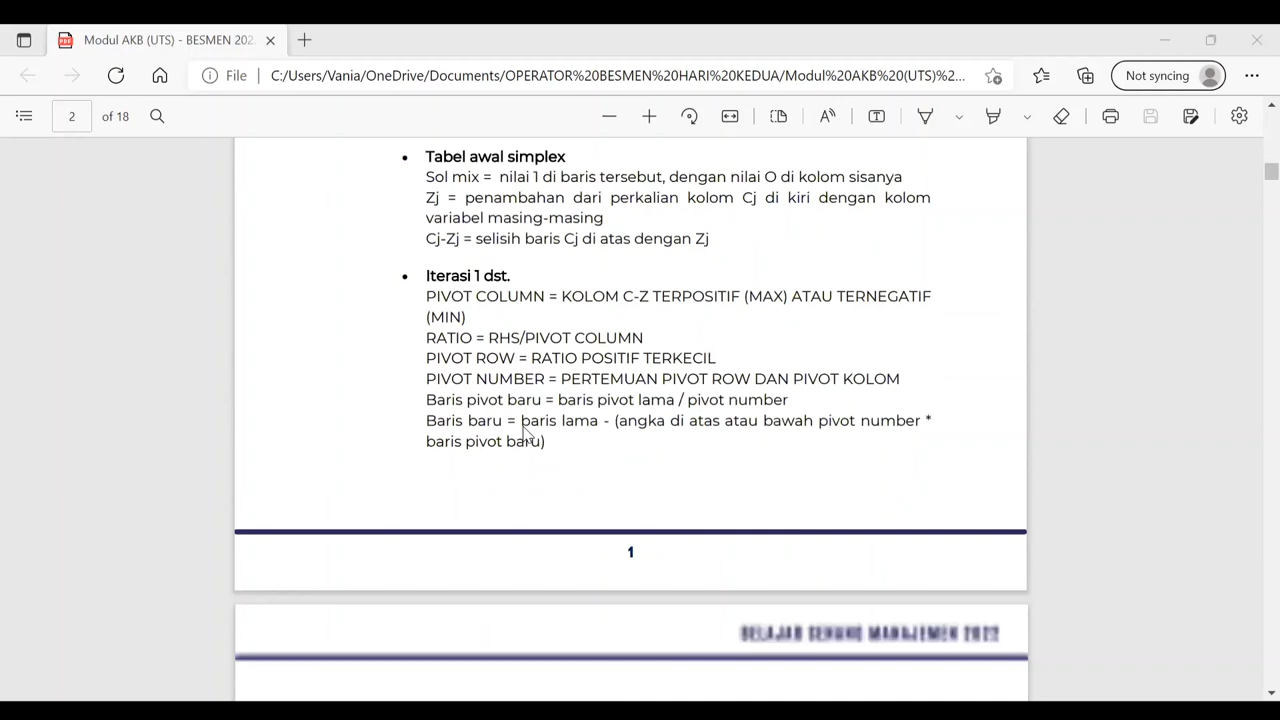 Modul AKB (UTS) - BESMEN 202
File
C:/Users/Vania/OneDrive/Documents/OPERATOR%20BESMEN%20HARI%20KEDUA/Modul%20AKB%20(UTS)%2...
Not syncing
2 of 18
• Tabel awal simplex
Sol mix = nilai 1 di baris tersebut, dengan nilai O di kolom sisanya
Zj = penambahan dari perkalian kolom Cj di kiri dengan kolom
variabel masing-masing
Cj-Zj = selisih baris Cj di atas dengan Zj
• Iterasi 1 dst.
PIVOT COLUMN = KOLOM C-Z TERPOSITIF (MAX) ATAU TERNEGATIF
(MIN)
RATIO = RHS/PIVOT COLUMN
PIVOT ROW = RATIO POSITIF TERKECIL
PIVOT NUMBER = PERTEMUAN PIVOT ROW DAN PIVOT KOLOM
Baris pivot baru = baris pivot lama / pivot number
Baris baru = baris lama - (angka di atas atau bawah pivot number *
baris pivot baru)
1
BELAJAR SERENG MANAJEMEN 2022